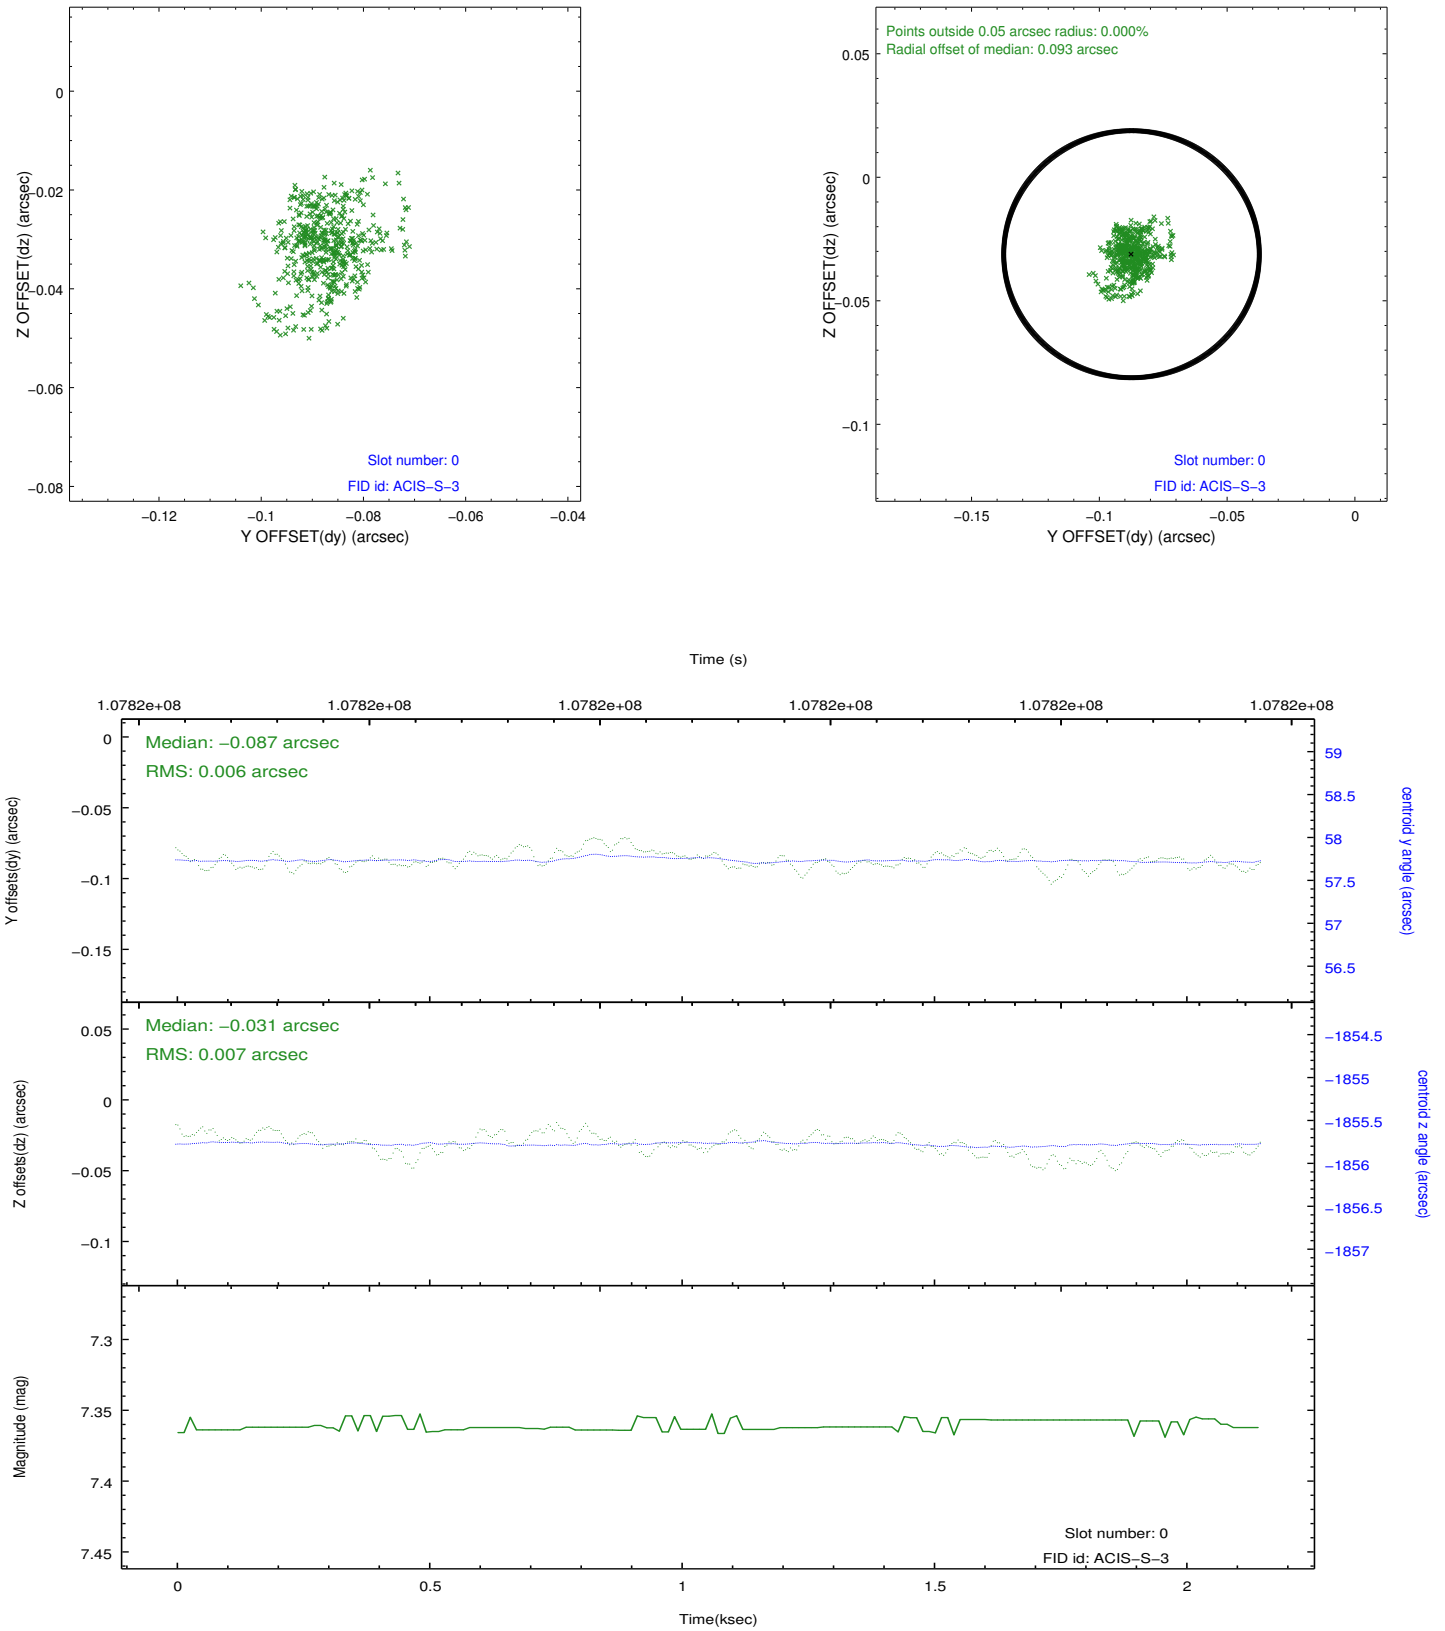 0
−0.02
−0.04
−0.06
−0.08
Z OFFSET(dz) (arcsec)
Slot number: 0
FID id: ACIS−S−3
−0.12
−0.1
−0.08
−0.06
−0.04
Y OFFSET(dy) (arcsec)
Points outside 0.05 arcsec radius: 0.000%
Radial offset of median: 0.093 arcsec
0.05
0
−0.05
−0.1
Z OFFSET(dz) (arcsec)
Slot number: 0
FID id: ACIS−S−3
−0.15
−0.1
−0.05
0
Y OFFSET(dy) (arcsec)
Time (s)
1.0782e+08
1.0782e+08
1.0782e+08
1.0782e+08
1.0782e+08
1.0782e+08
Median: −0.087 arcsec
RMS: 0.006 arcsec
0
−0.05
−0.1
−0.15
Y offsets(dy) (arcsec)
59
58.5
58
57.5
57
56.5
centroid y angle (arcsec)
Median: −0.031 arcsec
RMS: 0.007 arcsec
0.05
0
−0.05
−0.1
Z offsets(dz) (arcsec)
−1854.5
−1855
−1855.5
−1856
−1856.5
−1857
centroid z angle (arcsec)
7.3
7.35
7.4
7.45
Magnitude (mag)
Slot number: 0
FID id: ACIS−S−3
0
0.5
1
1.5
2
Time(ksec)